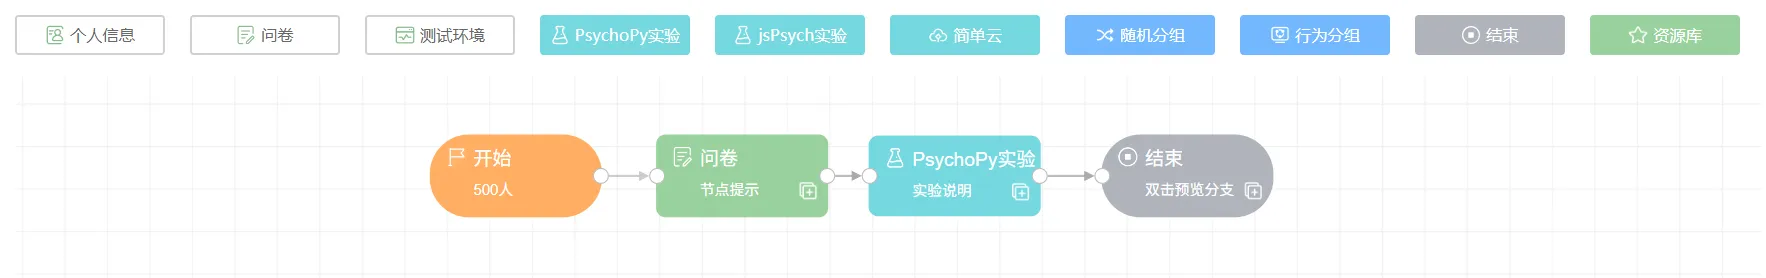 个人信息
问卷
测试环境
PsychoPy实验
jsPsych实验
简单云
随机分组
行为分组
结束
资源库
开始
500人
问卷
节点提示
PsychoPy实验
实验说明
结束
双击预览分支